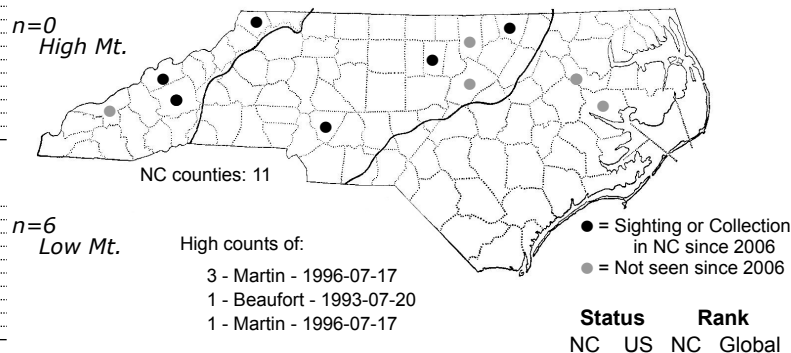 n=0
High Mt.
NC counties: 11
n=6
Low Mt.
High counts of:
3 - Martin - 1996-07-17
1 - Beaufort - 1993-07-20
1 - Martin - 1996-07-17
= Sighting or Collection
in NC since 2006
= Not seen since 2006
Status Rank
NC US NC Global